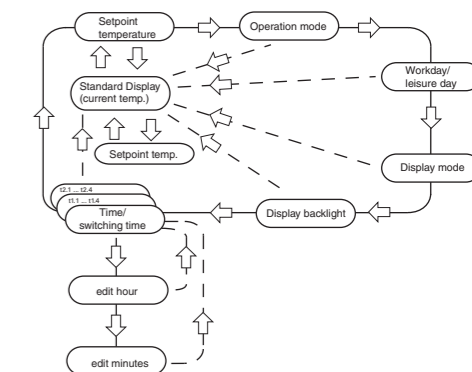 Setpoint
temperature
Operation mode
Standard Display
(current temp.)
Workday/
leisure day
Setpoint temp.
Display mode
t2.1 ... t2.4
t1.1 ... t1.4
Time/
switching time
Display backlight
edit hour
edit minutes